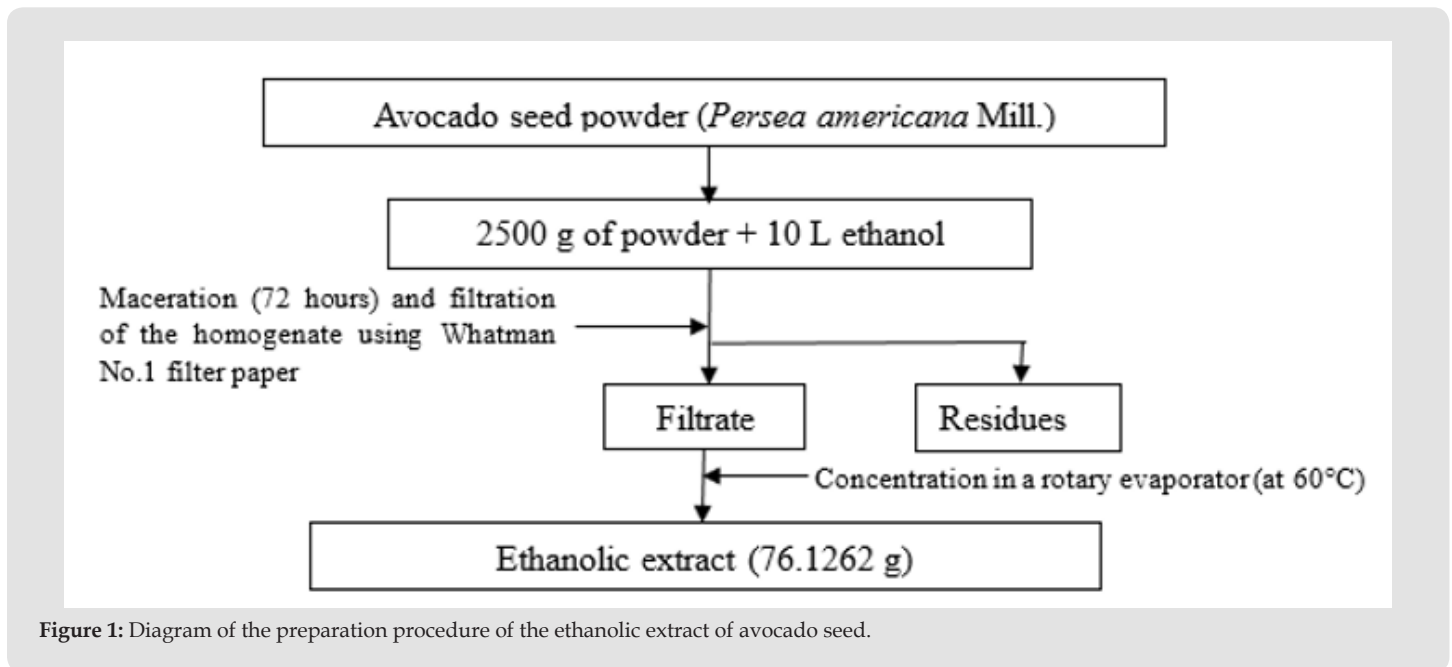 Avocado seed powder (Persea americana Mill.)
2500 g of powder + 10 L ethanol
Maceration (72 hours) and filtration
of the homogenate using Whatman
No.1 filter paper
Filtrate
Residues
Concentration in a rotary evaporator (at 60°C)
Ethanolic extract (76.1262 g)
Figure 1: Diagram of the preparation procedure of the ethanolic extract of avocado seed.